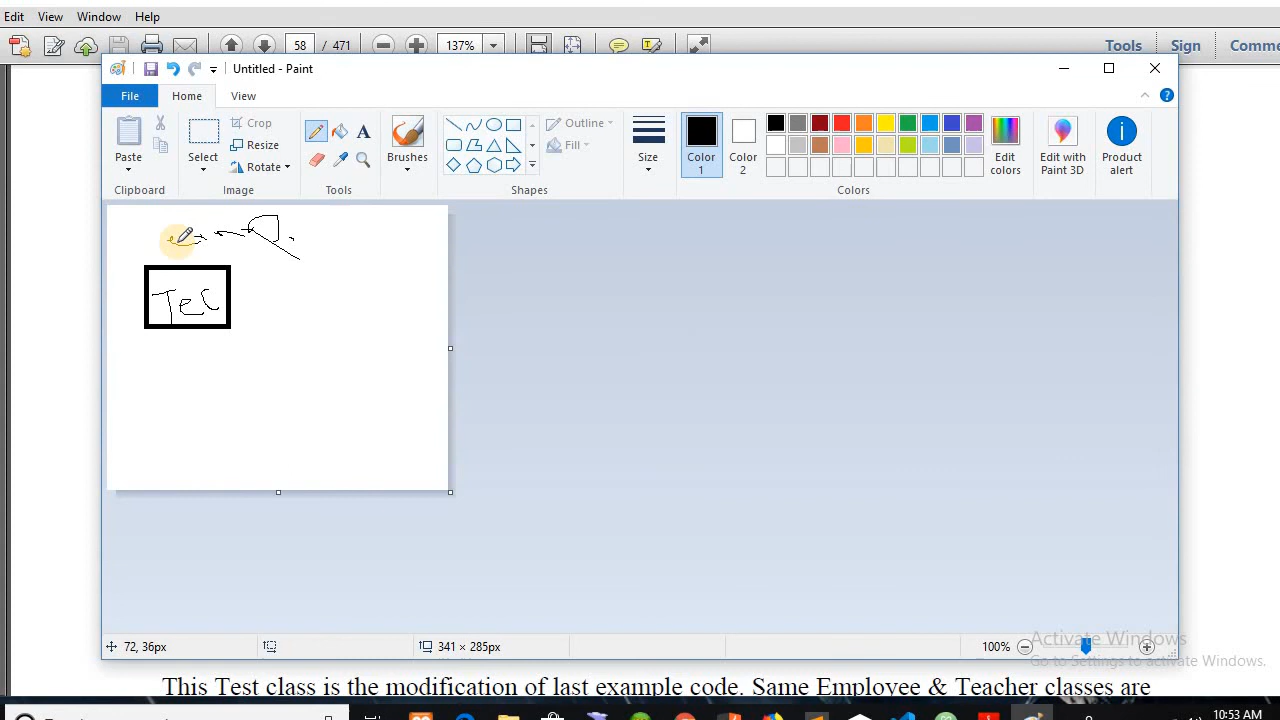 Edit View Window Help
58 / 471 137% Tools Sign Comme
Untitled - Paint
File Home View
Paste Select Crop Resize Rotate Brushes Outline Fill Size Color 1 Color 2 Edit colors Edit with Paint 3D Product alert
Clipboard Image Tools Shapes Colors
Tec
72, 36px 341 × 285px 100%
Activate Windows
Go to Settings to activate Windows.
This Test class is the modification of last example code. Same Employee & Teacher classes are
10:53 AM